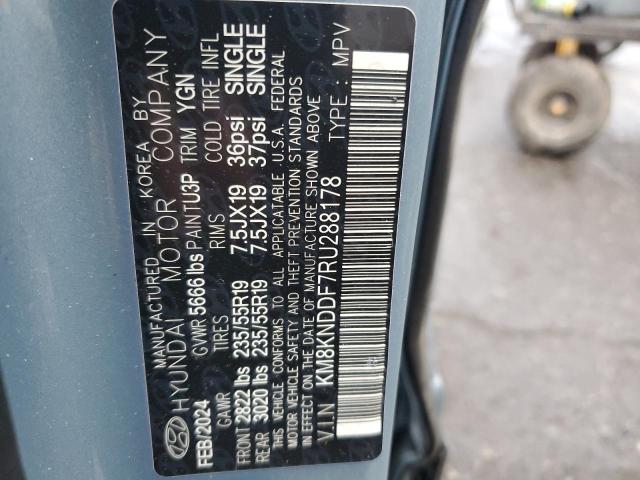 MANUFACTURED IN KOREA BY
HYUNDAI MOTOR COMPANY
FEB/2024 GVWR 5666 lbs PAINT U3P TRIM YGN
GAWR TIRES RIMS COLD TIRE INFL
FRONT 2822 lbs 235/55R19 7.5JX19 36psi SINGLE
REAR 3020 lbs 235/55R19 7.5JX19 37psi SINGLE
THIS VEHICLE CONFORMS TO ALL APPLICABLE U.S.A. FEDERAL
MOTOR VEHICLE SAFETY AND THEFT PREVENTION STANDARDS
IN EFFECT ON THE DATE OF MANUFACTURE SHOWN ABOVE
V.I.N : KM8KNDDF7RU288178 TYPE : MPV